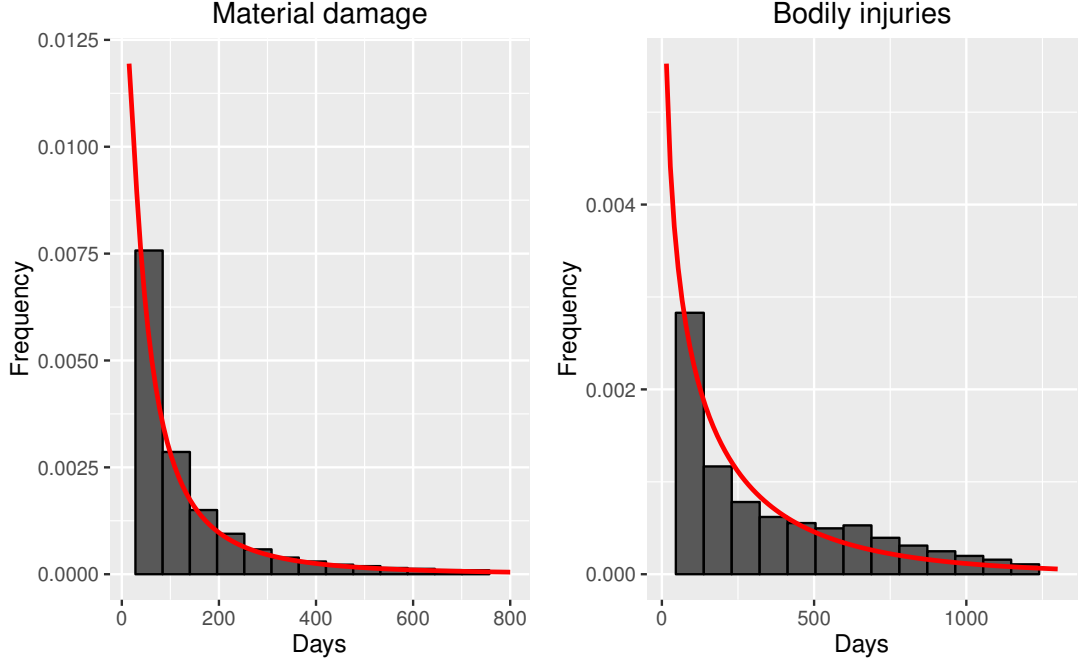 Material damage
0.0125
0.0100
0.0075
0.0050
0.0025
0.0000
Frequency
0 200 400 600 800
Days
Bodily injuries
0.004
0.002
0.000
Frequency
0 500 1000
Days